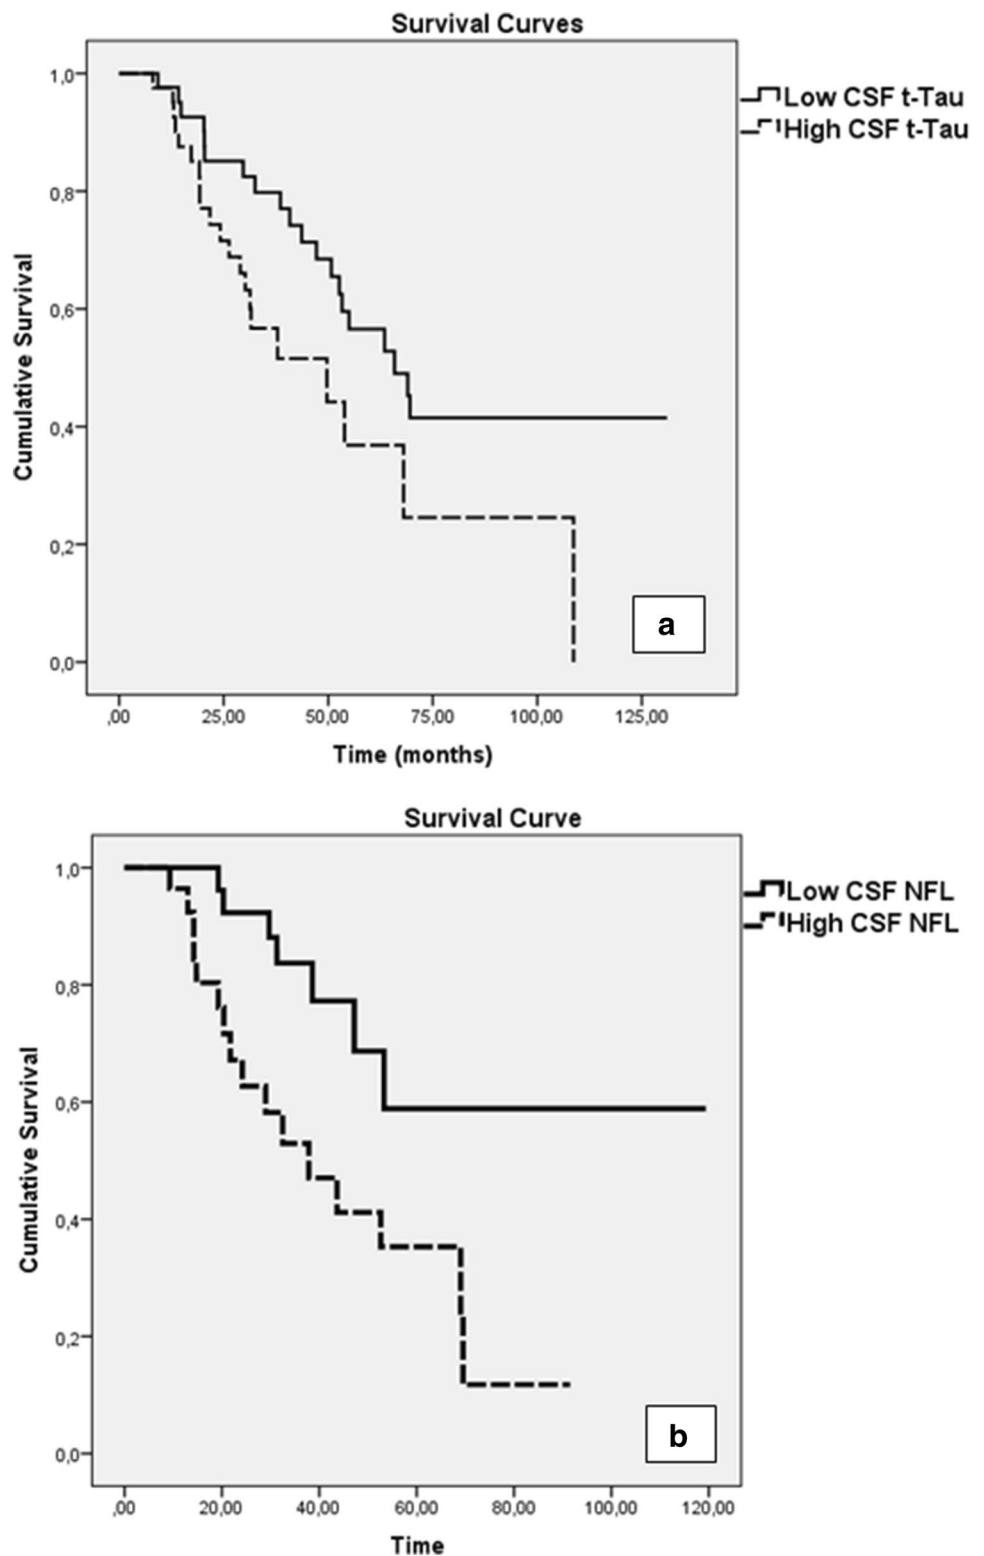 Survival Curves
1,0
0,8
0,6
0,4
0,2
0,0
Cumulative Survival
,00 25,00 50,00 75,00 100,00 125,00
Time (months)
Low CSF t-Tau
High CSF t-Tau
a
Survival Curve
1,0
0,8
0,6
0,4
0,2
0,0
Cumulative Survival
,00 20,00 40,00 60,00 80,00 100,00 120,00
Time
Low CSF NFL
High CSF NFL
b